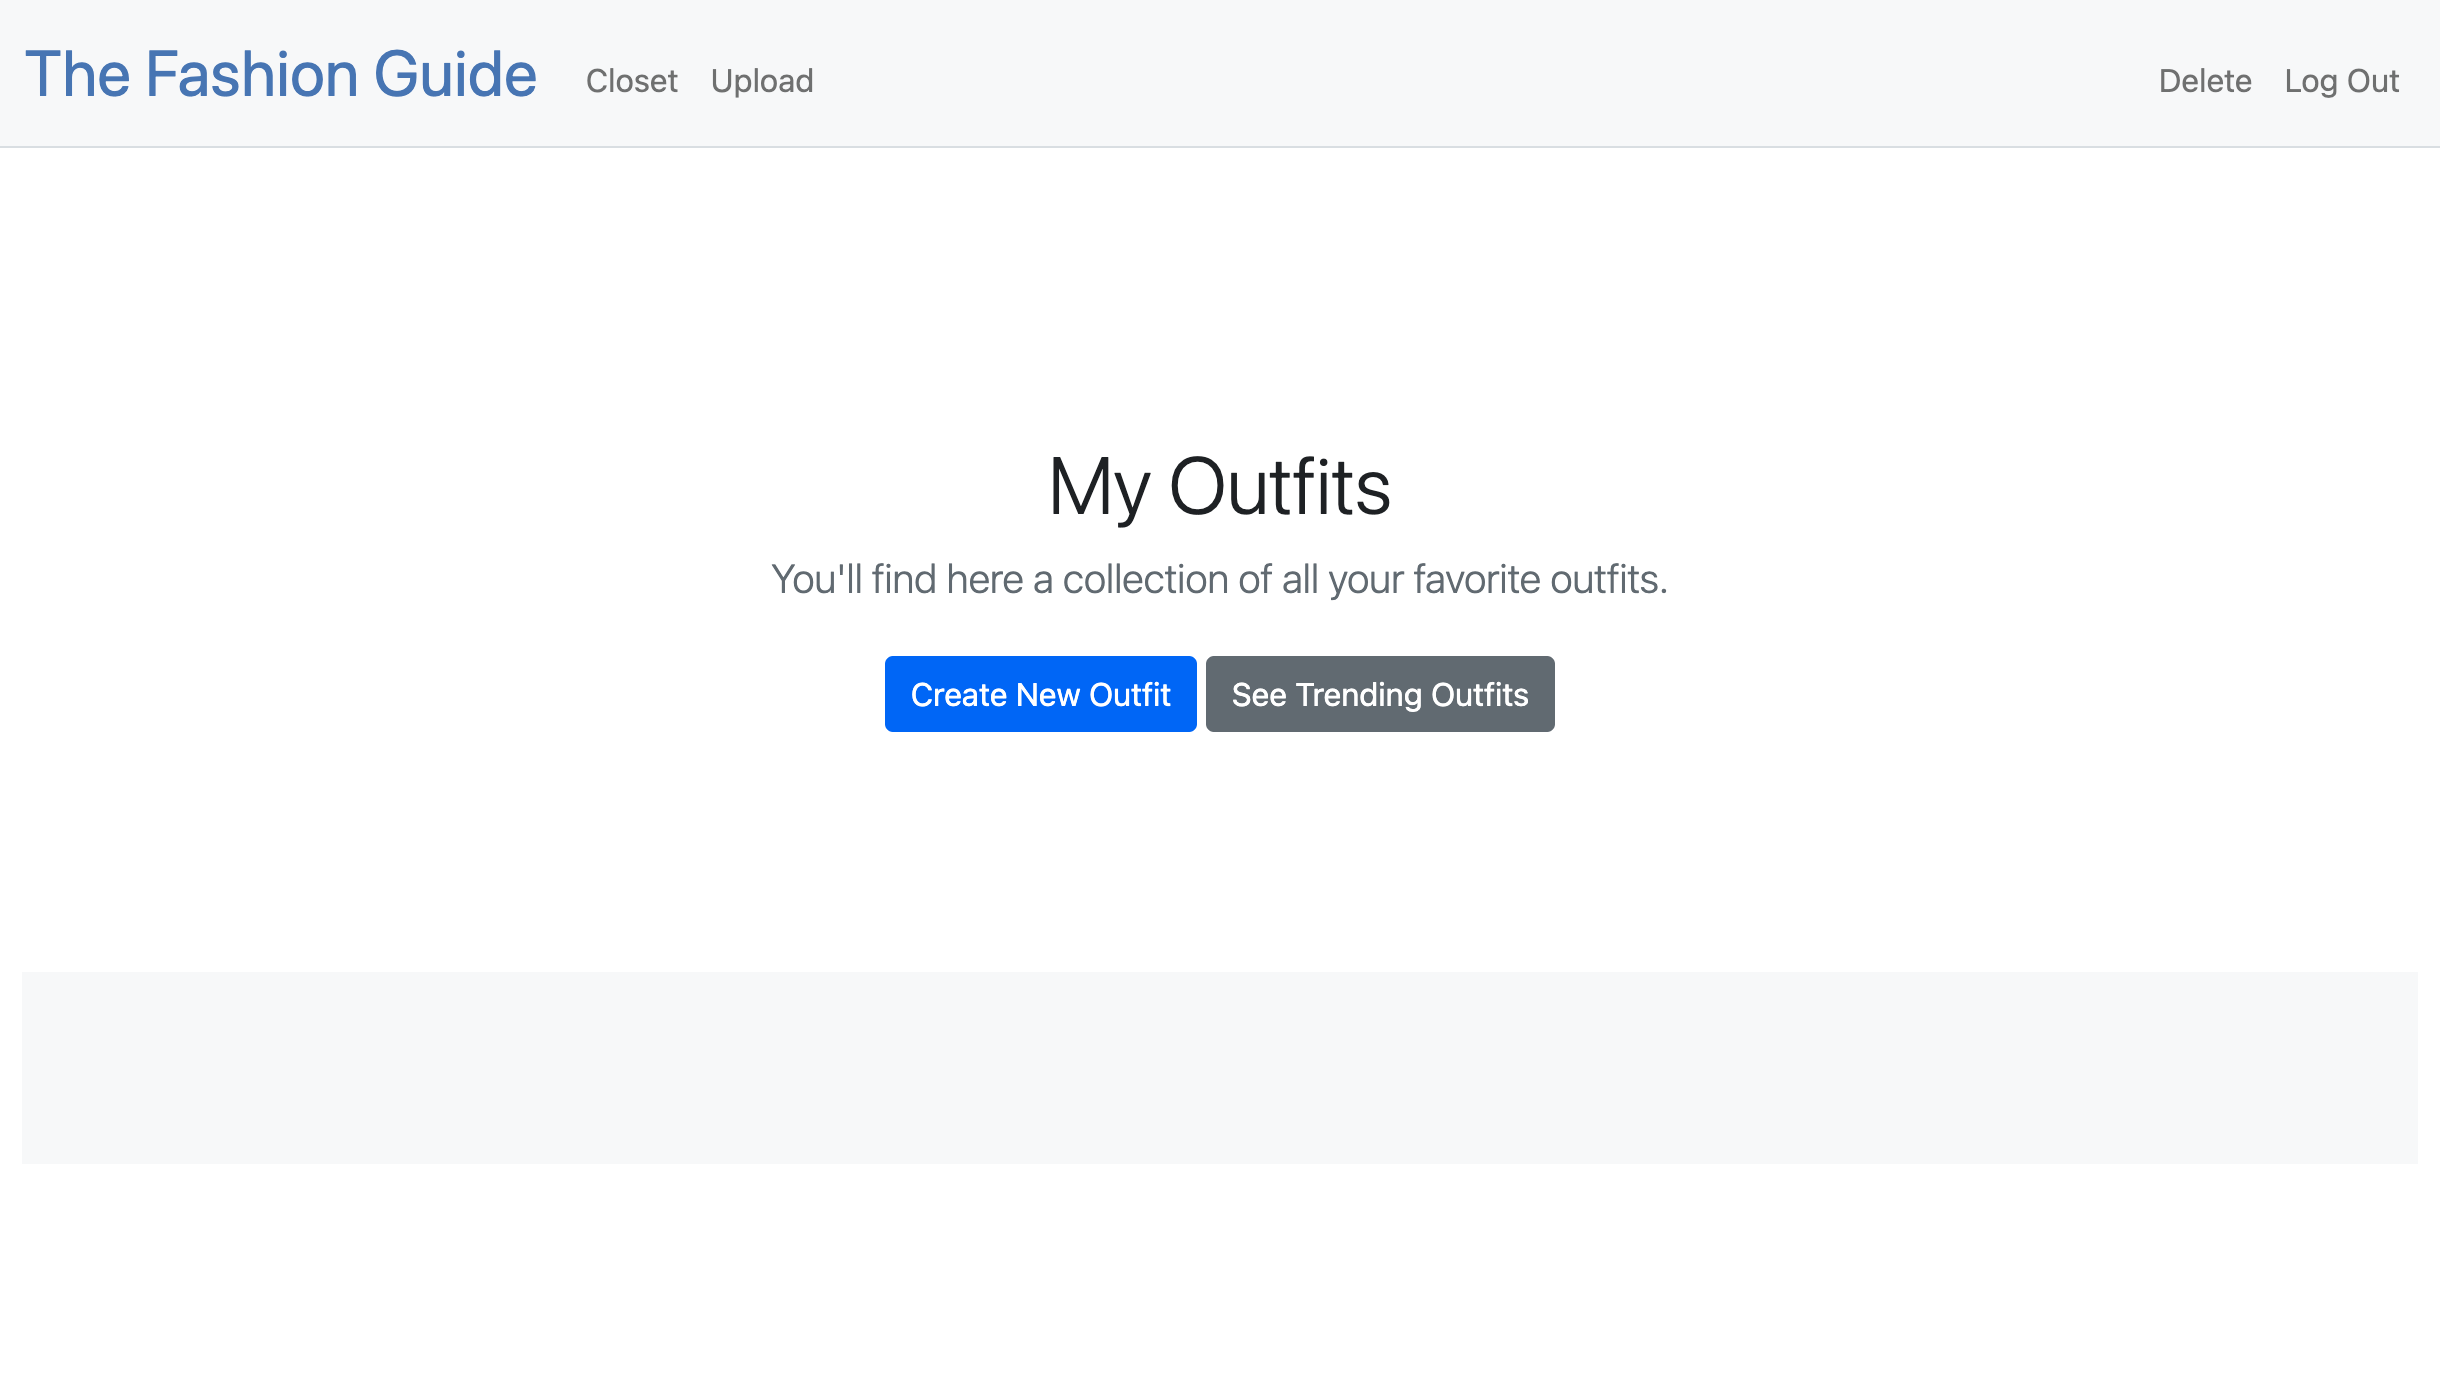 The Fashion Guide Closet Upload Delete Log Out
My Outfits
You'll find here a collection of all your favorite outfits.
Create New Outfit See Trending Outfits